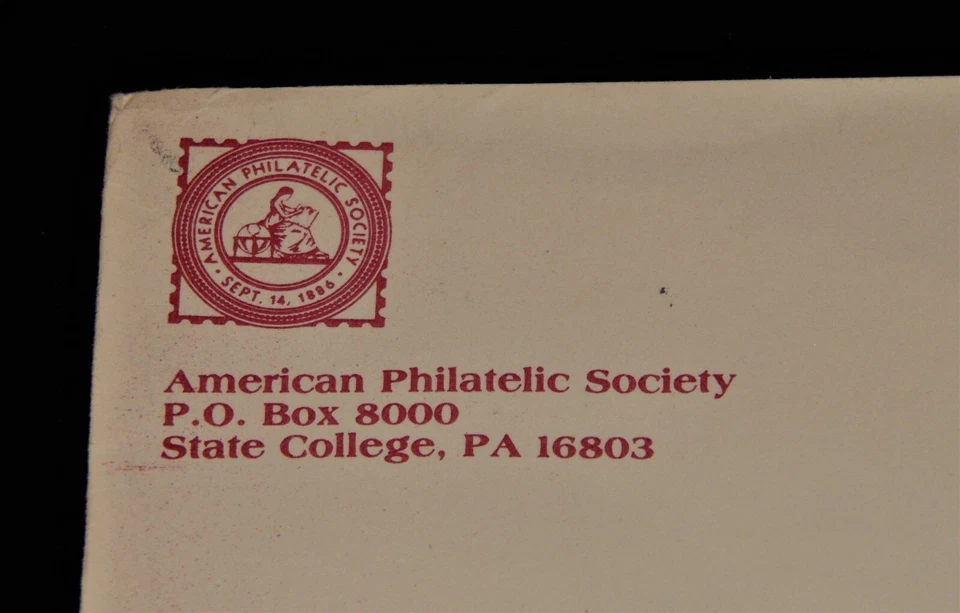 AMERICAN PHILATELIC SOCIETY
· SEPT. 14, 1886 ·
American Philatelic Society
P.O. Box 8000
State College, PA 16803